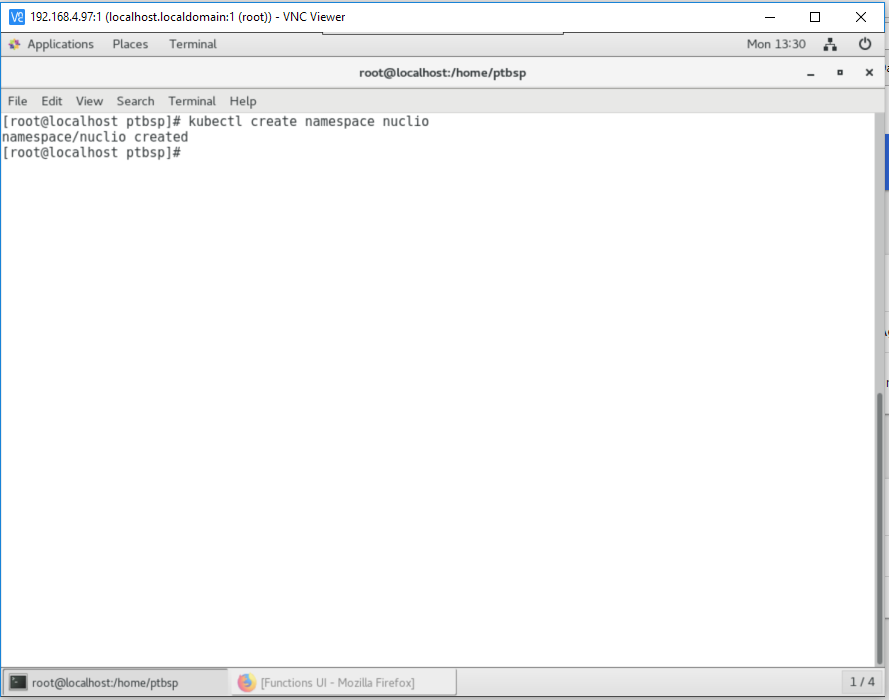 192.168.4.97:1 (localhost.localdomain:1 (root)) - VNC Viewer
Applications Places Terminal Mon 13:30
root@localhost:/home/ptbsp
File Edit View Search Terminal Help
[root@localhost ptbsp]# kubectl create namespace nuclio
namespace/nuclio created
[root@localhost ptbsp]#
root@localhost:/home/ptbsp [Functions UI - Mozilla Firefox] 1 / 4